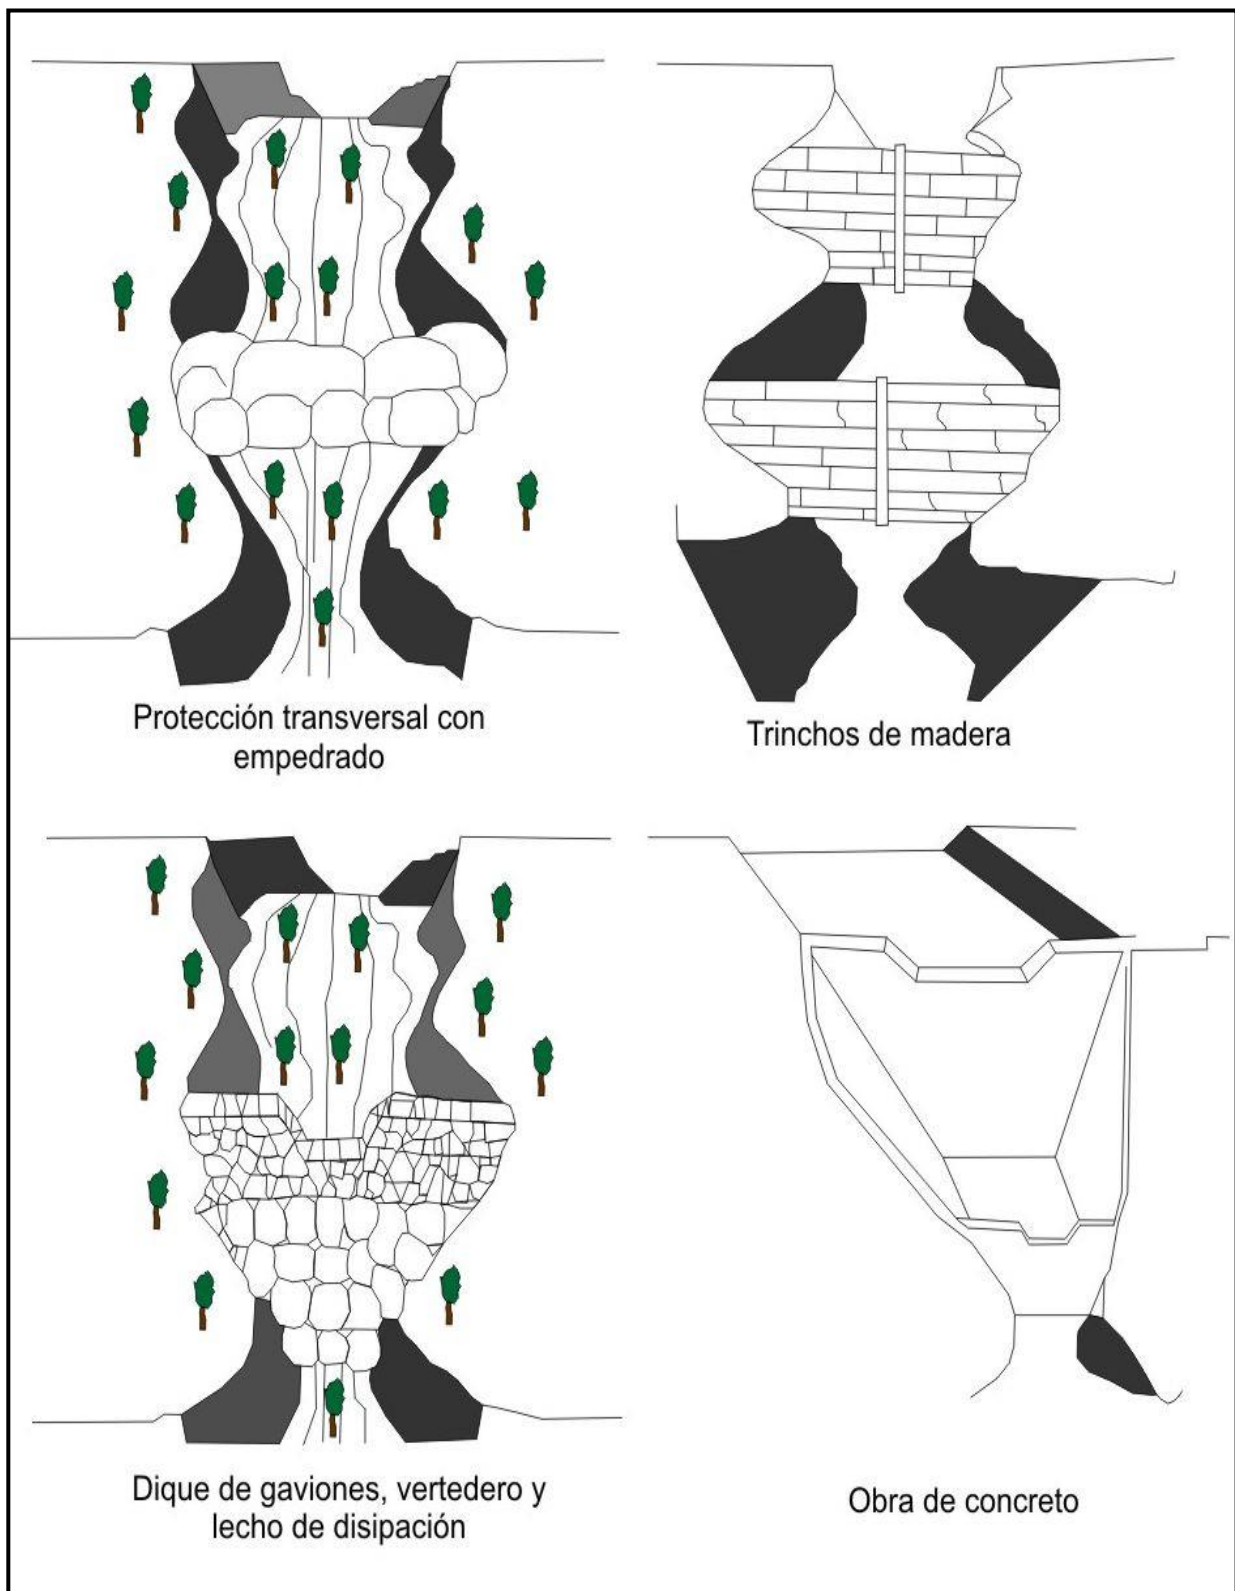 Protección transversal con
empedrado
Trinchos de madera
Dique de gaviones, vertedero y
lecho de disipación
Obra de concreto